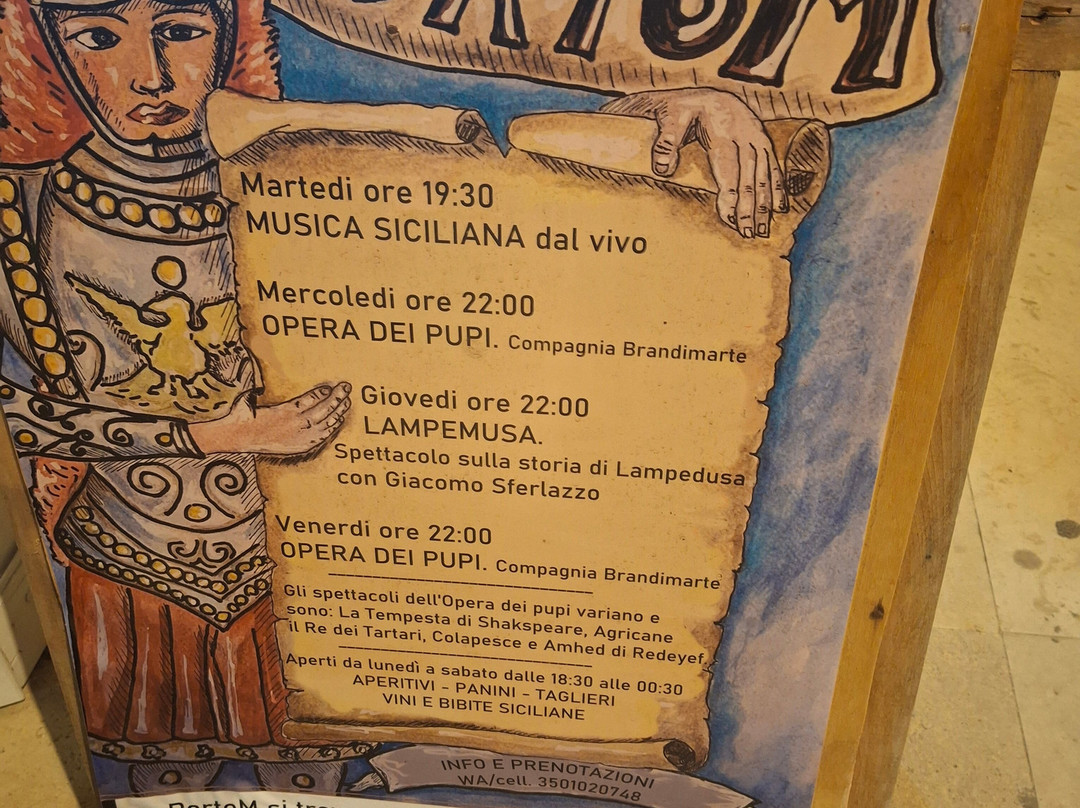 Martedi ore 19:30
MUSICA SICILIANA dal vivo
Mercoledi ore 22:00
OPERA DEI PUPI. Compagnia Brandimarte
Giovedi ore 22:00
LAMPEMUSA.
Spettacolo sulla storia di Lampedusa
con Giacomo Sferlazzo
Venerdi ore 22:00
OPERA DEI PUPI. Compagnia Brandimarte
Gli spettacoli dell'Opera dei pupi variano e
sono: La Tempesta di Shakspeare, Agricane
il Re dei Tartari, Colapesce e Amhed di Redeyef.
Aperti da lunedì a sabato dalle 18:30 alle 00:30
APERITIVI - PANINI - TAGLIERI
VINI E BIBITE SICILIANE
INFO E PRENOTAZIONI
WA/cell. 3501020748
PortoM si